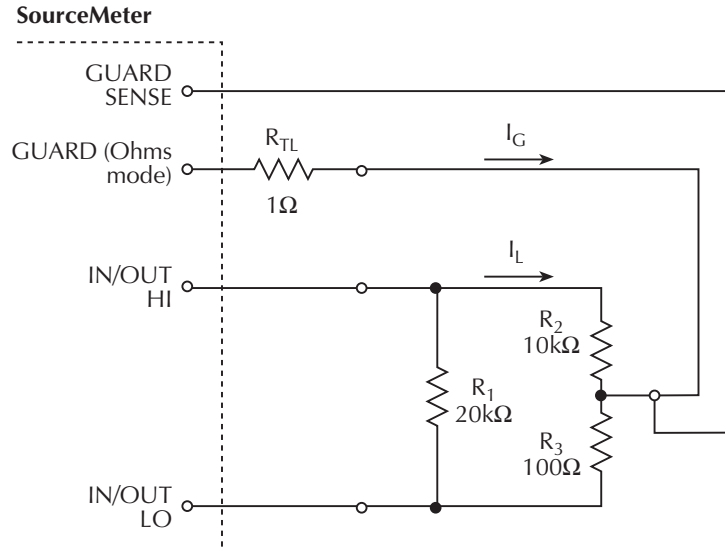 SourceMeter
GUARD
SENSE
GUARD (Ohms
mode)
R_TL
1Ω
I_G
IN/OUT
HI
I_L
R_1
20kΩ
R_2
10kΩ
R_3
100Ω
IN/OUT
LO